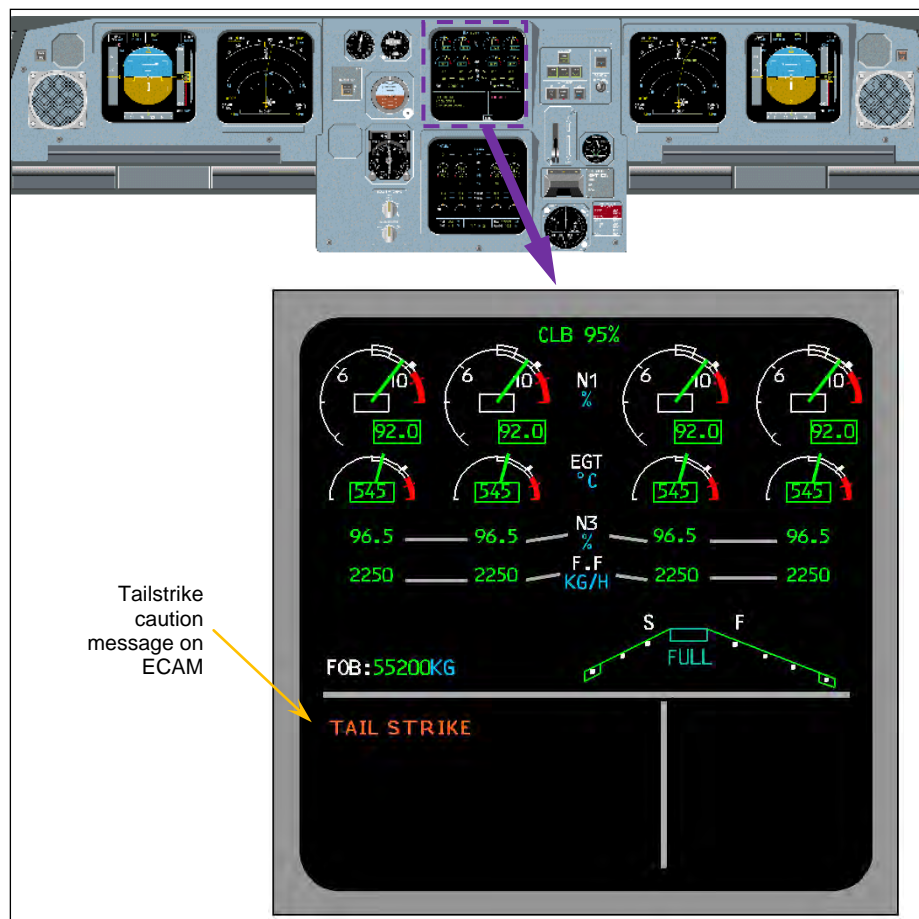 CLB 95%
6 10 6 10 N1 6 10 6 10
%
92.0 92.0 92.0 92.0
EGT
°C
545 545 545 545
96.5 96.5 N3 96.5 96.5
%
2250 2250 F.F 2250 2250
KG/H
S F
FULL
FOB:55200KG
TAIL STRIKE
Tailstrike
caution
message on
ECAM